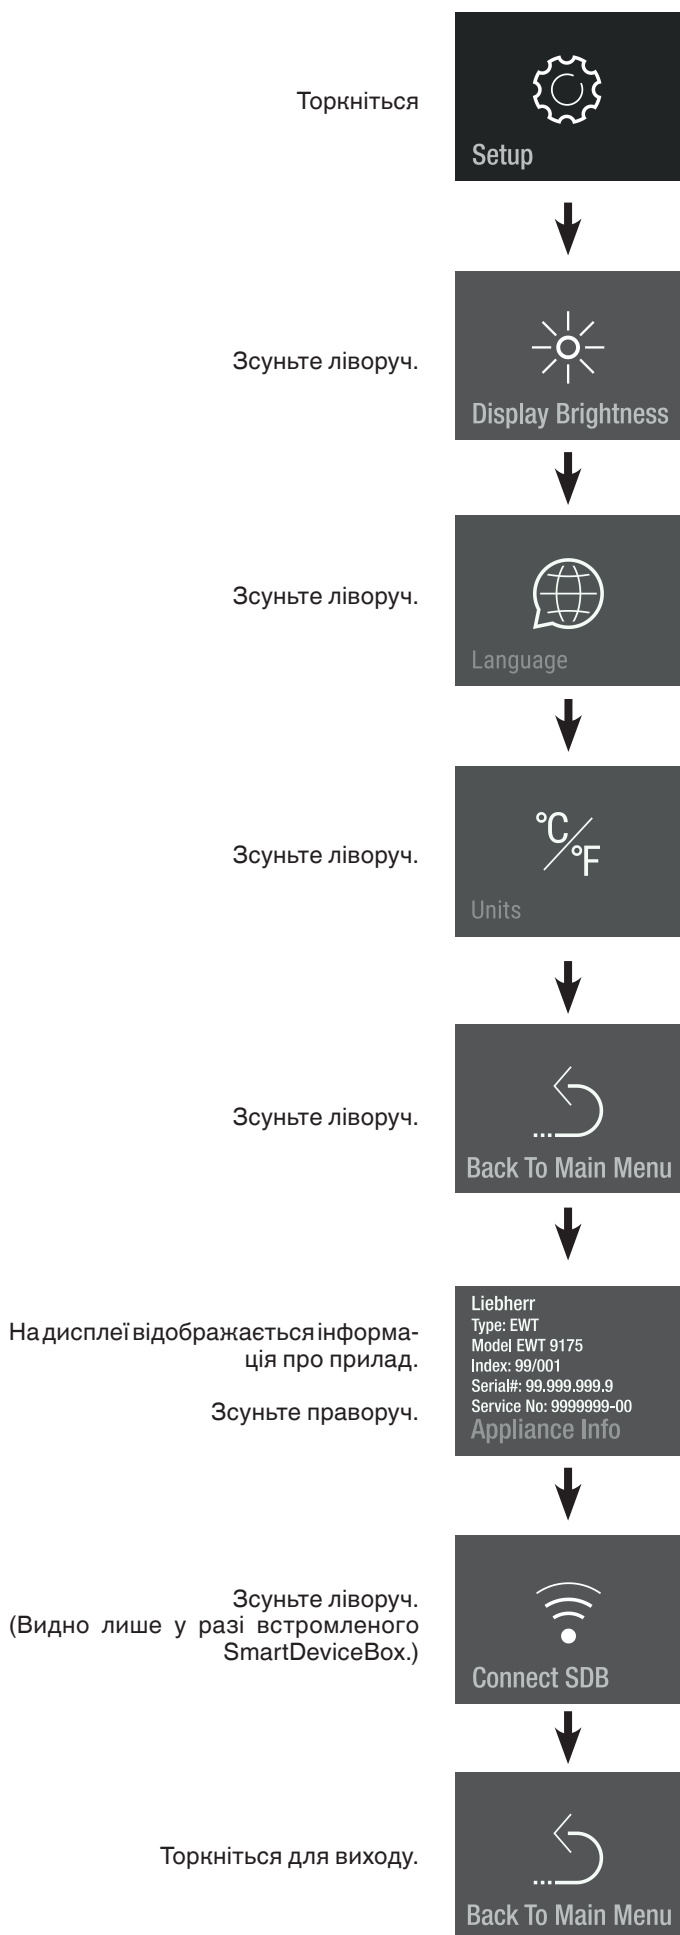 Торкніться
Setup
Зсуньте ліворуч.
Display Brightness
Зсуньте ліворуч.
Language
Зсуньте ліворуч.
°C/°F
Units
Зсуньте ліворуч.
Back To Main Menu
На дисплеї відображається інформа-
ція про прилад.
Зсуньте праворуч.
Liebherr
Type: EWT
Model EWT 9175
Index: 99/001
Serial#: 99.999.999.9
Service No: 9999999-00
Appliance Info
Зсуньте ліворуч.
(Видно лише у разі встромленого
SmartDeviceBox.)
Connect SDB
Торкніться для виходу.
Back To Main Menu